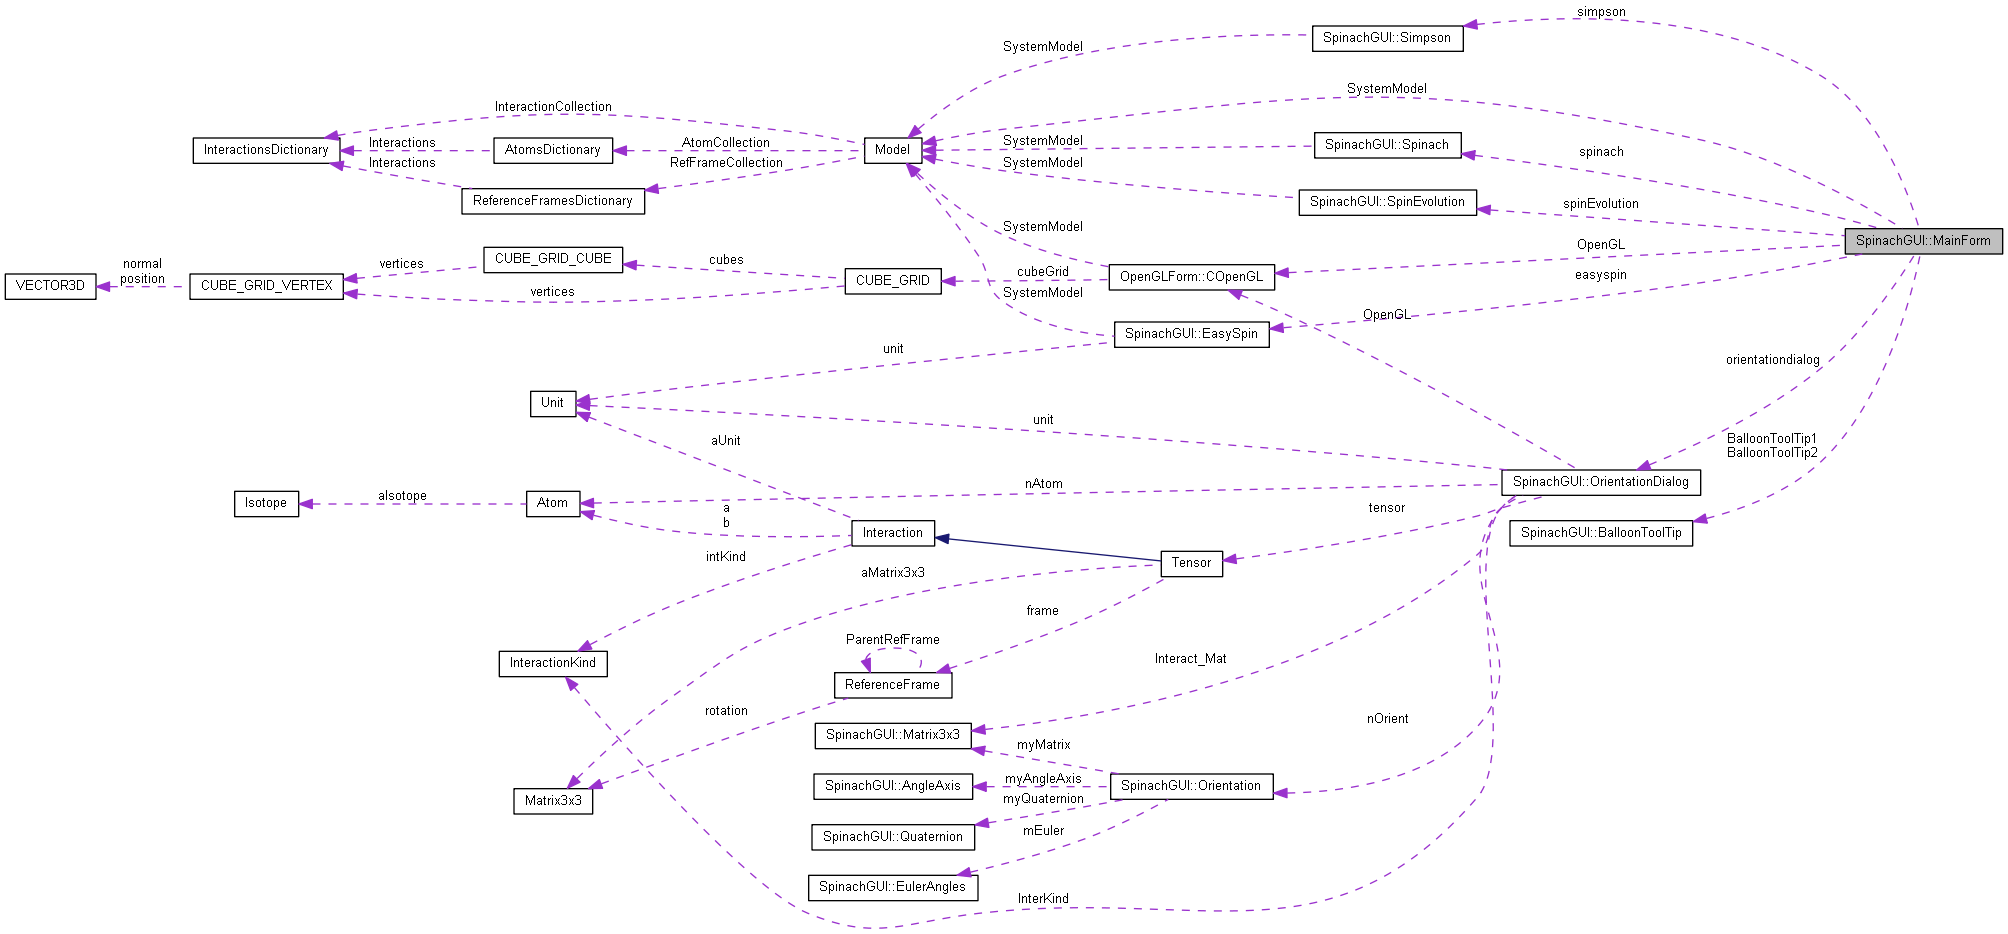 simpson
SpinachGUI::Simpson
SystemModel
SystemModel
InteractionCollection
InteractionsDictionary
Interactions
AtomsDictionary
AtomCollection
Model
SystemModel
SpinachGUI::Spinach
spinach
Interactions
RefFrameCollection
SystemModel
ReferenceFramesDictionary
SpinachGUI::SpinEvolution
spinEvolution
SystemModel
SpinachGUI::MainForm
OpenGL
normal
position
vertices
CUBE_GRID_CUBE
cubes
cubeGrid
OpenGLForm::COpenGL
easyspin
VECTOR3D
CUBE_GRID_VERTEX
vertices
CUBE_GRID
SystemModel
OpenGL
SpinachGUI::EasySpin
unit
orientationdialog
Unit
unit
aUnit
BalloonToolTip1
BalloonToolTip2
nAtom
SpinachGUI::OrientationDialog
Isotope
aIsotope
Atom
a
b
tensor
Interaction
SpinachGUI::BalloonToolTip
intKind
Tensor
aMatrix3x3
frame
ParentRefFrame
InteractionKind
Interact_Mat
ReferenceFrame
rotation
nOrient
SpinachGUI::Matrix3x3
myMatrix
SpinachGUI::AngleAxis
myAngleAxis
SpinachGUI::Orientation
Matrix3x3
myQuaternion
SpinachGUI::Quaternion
mEuler
SpinachGUI::EulerAngles
InterKind